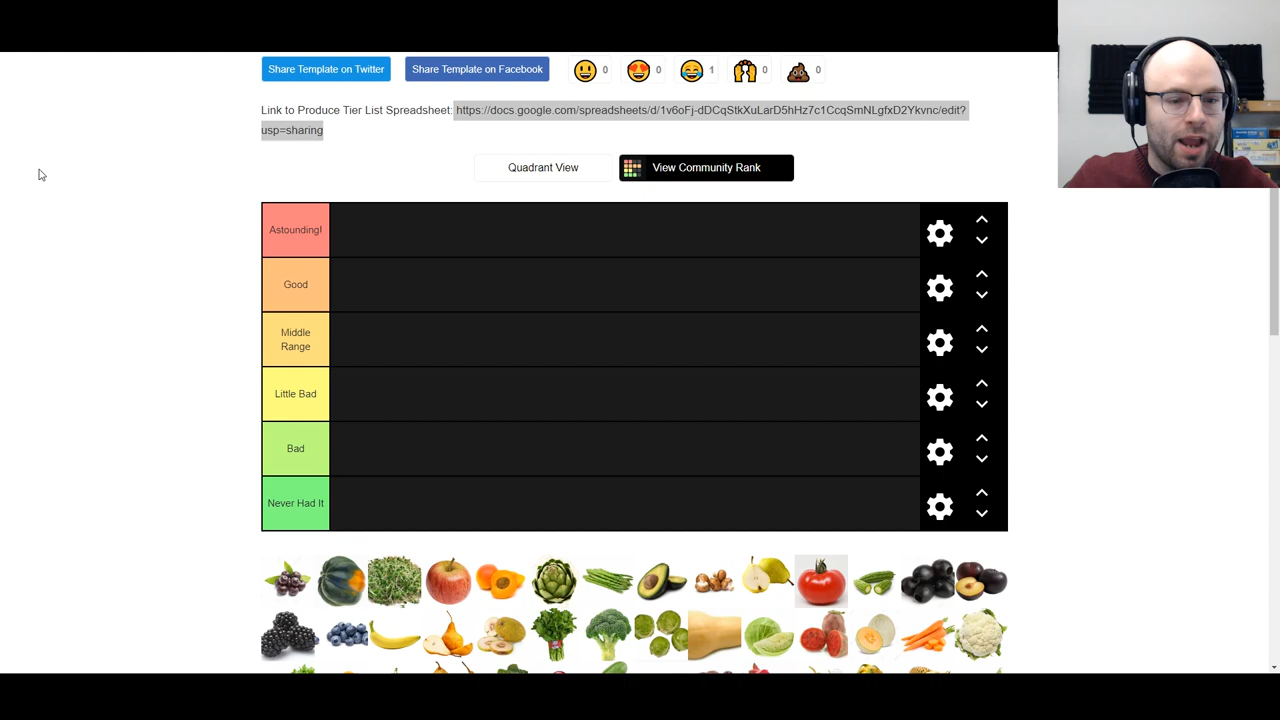 Share Template on Twitter
Share Template on Facebook
0
0
1
0
0
Link to Produce Tier List Spreadsheet: https://docs.google.com/spreadsheets/d/1v6oFj-dDCqStkXuLarD5hHz7c1CcqSmNLgfxD2Ykvnc/edit?
usp=sharing
Quadrant View
View Community Rank
Astounding!
Good
Middle
Range
Little Bad
Bad
Never Had It